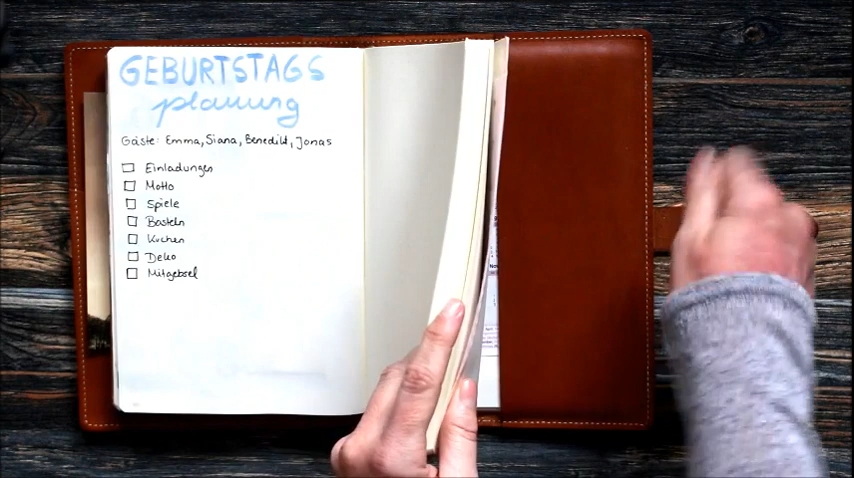 GEBURTSTAGS
planung
Gäste: Emma, Siana, Benedikt, Jonas
Einladungen
Motto
Spiele
Basteln
Kuchen
Deko
Mitgebsel